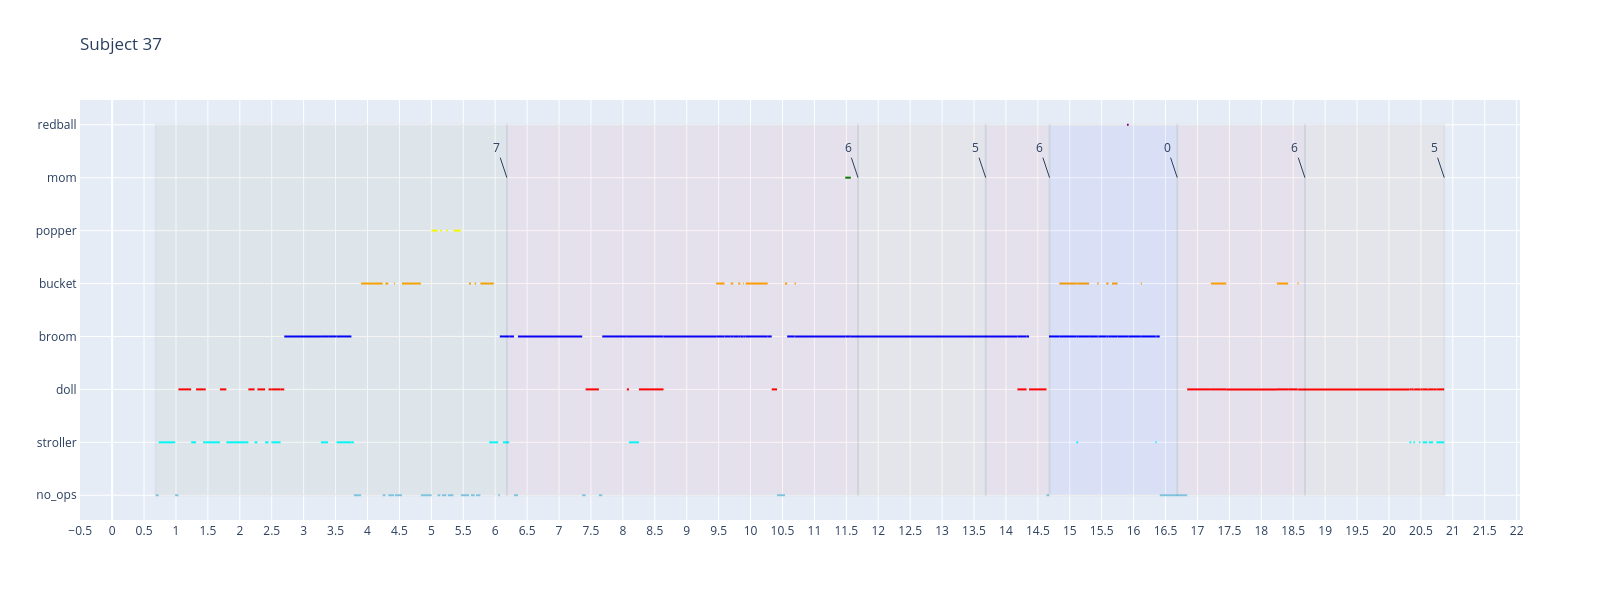 Subject 37
redball
7 6 5 6 0 6 5
mom
popper
bucket
broom
doll
stroller
no_ops
−0.5 0 0.5 1 1.5 2 2.5 3 3.5 4 4.5 5 5.5 6 6.5 7 7.5 8 8.5 9 9.5 10 10.5 11 11.5 12 12.5 13 13.5 14 14.5 15 15.5 16 16.5 17 17.5 18 18.5 19 19.5 20 20.5 21 21.5 22